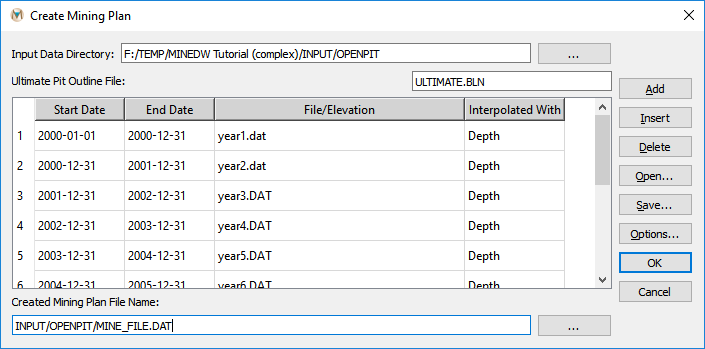 Create Mining Plan
Input Data Directory: F:/TEMP/MINEDW Tutorial (complex)/INPUT/OPENPIT ...
Ultimate Pit Outline File: ULTIMATE.BLN
Start Date End Date File/Elevation Interpolated With
1 2000-01-01 2000-12-31 year1.dat Depth
2 2000-12-31 2001-12-31 year2.dat Depth
3 2001-12-31 2002-12-31 year3.DAT Depth
4 2002-12-31 2003-12-31 year4.DAT Depth
5 2003-12-31 2004-12-31 year5.DAT Depth
6 2004-12-31 2005-12-31 year6.DAT Depth
Add
Insert
Delete
Open...
Save...
Options...
OK
Cancel
Created Mining Plan File Name:
INPUT/OPENPIT/MINE_FILE.DAT ...